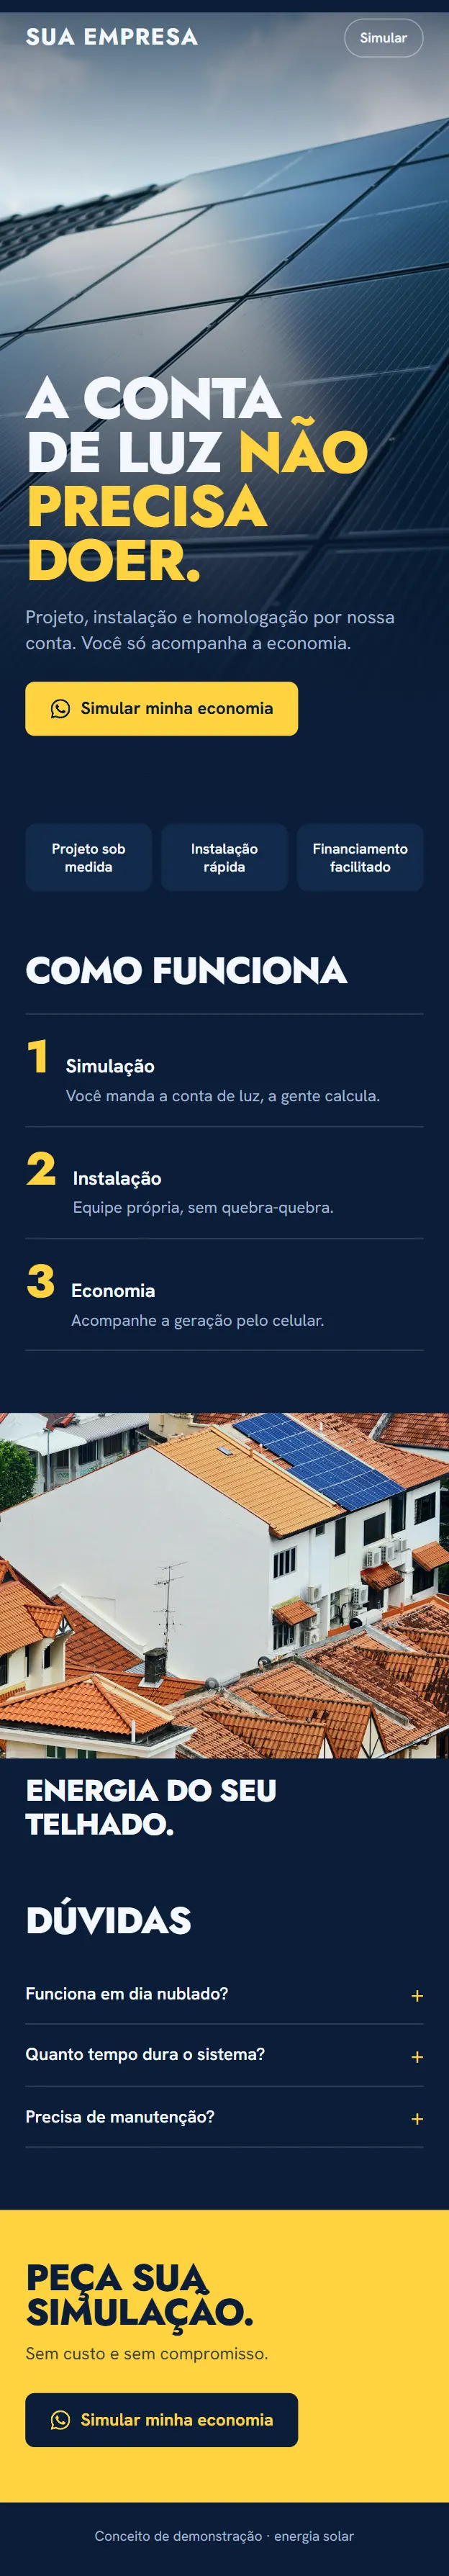 SUA EMPRESA
Simular
A CONTA
DE LUZ NÃO
PRECISA
DOER.
Projeto, instalação e homologação por nossa
conta. Você só acompanha a economia.
Simular minha economia
Projeto sob
medida
Instalação
rápida
Financiamento
facilitado
COMO FUNCIONA
1 Simulação
Você manda a conta de luz, a gente calcula.
2 Instalação
Equipe própria, sem quebra-quebra.
3 Economia
Acompanhe a geração pelo celular.
ENERGIA DO SEU
TELHADO.
DÚVIDAS
Funciona em dia nublado? +
Quanto tempo dura o sistema? +
Precisa de manutenção? +
PEÇA SUA
SIMULAÇÃO.
Sem custo e sem compromisso.
Simular minha economia
Conceito de demonstração · energia solar